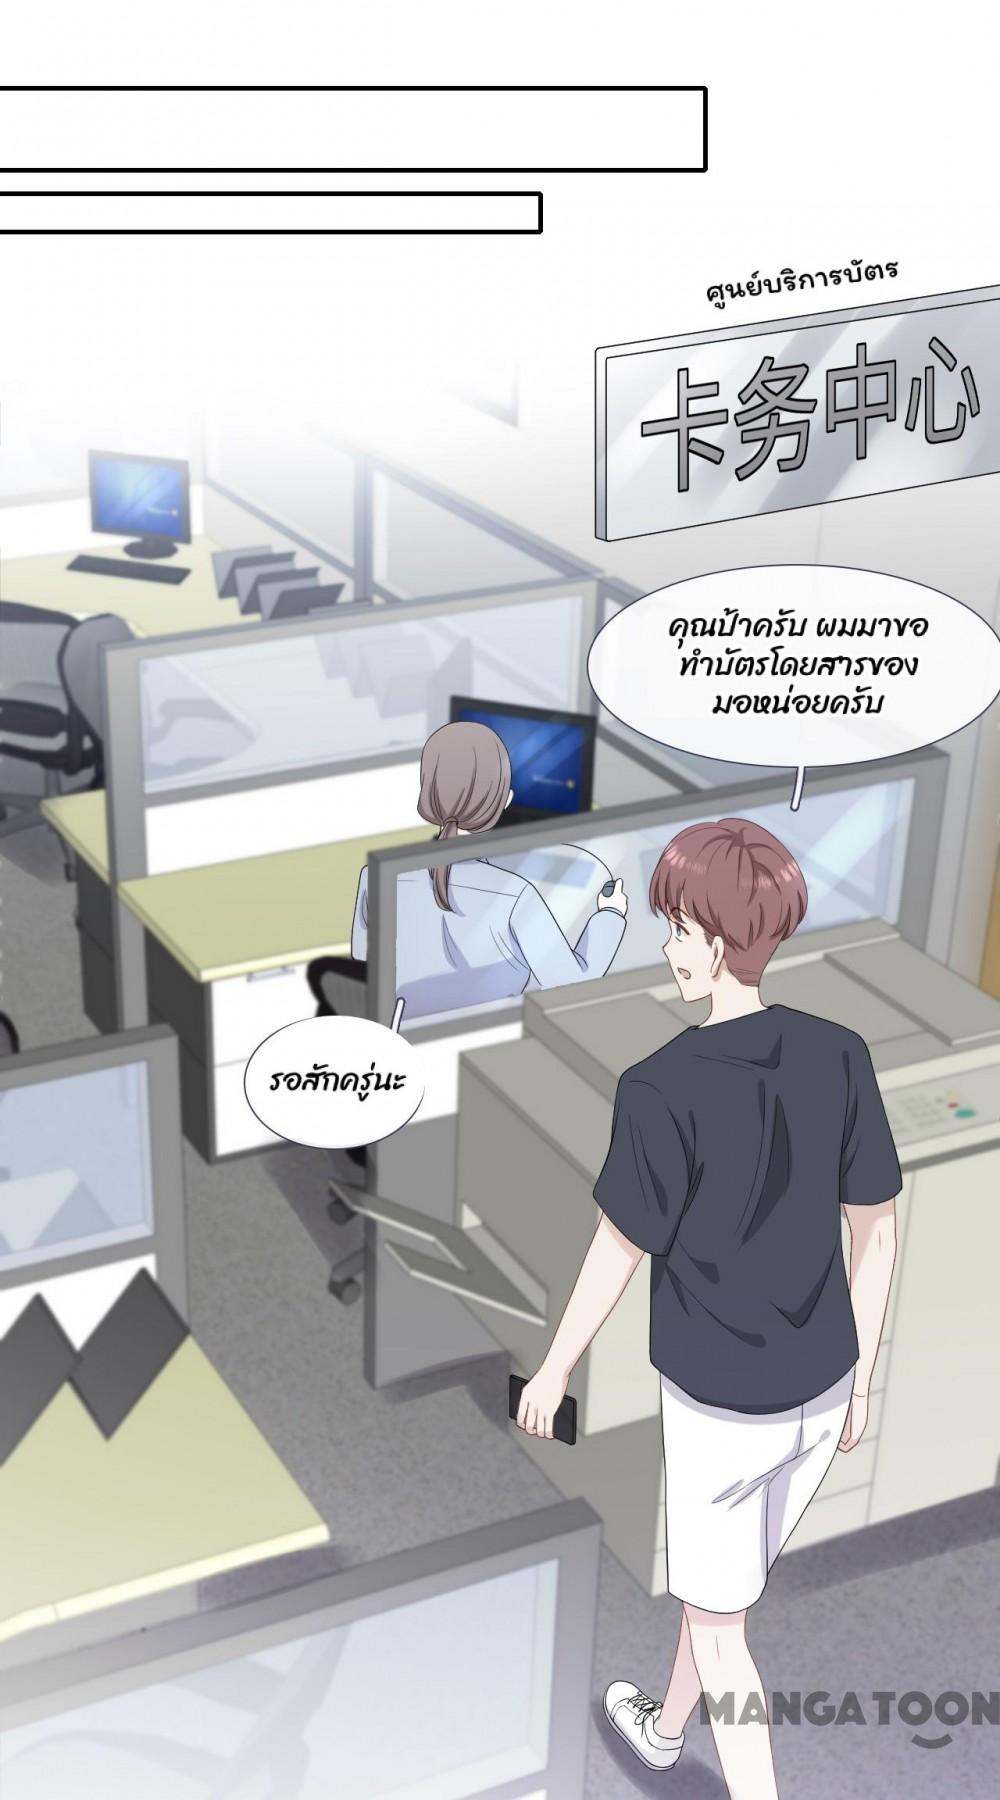 ศูนย์บริการบัตร
卡务中心
คุณป้าครับ ผมมาขอ
ทำบัตรโดยสารของ
มอหน่อยครับ
รอสักครู่นะ
MANGATOON